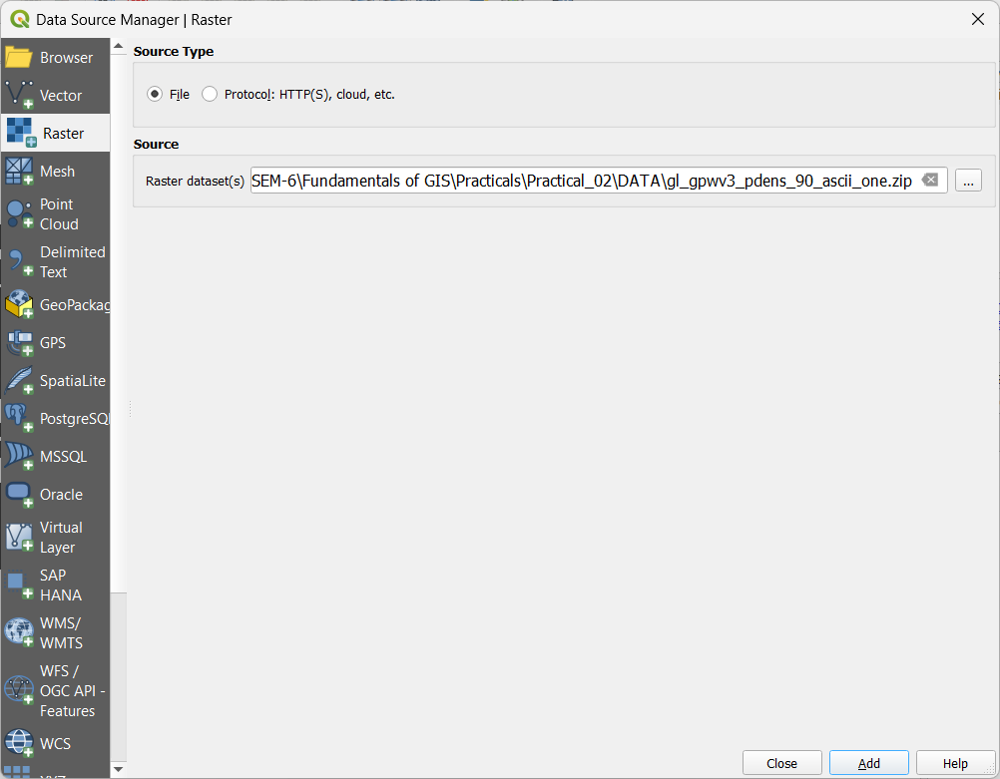 Data Source Manager | Raster
Browser
Vector
Raster
Mesh
Point
Cloud
Delimited
Text
GeoPackag
GPS
SpatiaLite
PostgreSQ
MSSQL
Oracle
Virtual
Layer
SAP
HANA
WMS/
WMTS
WFS /
OGC API -
Features
WCS
Source Type
File
Protocol: HTTP(S), cloud, etc.
Source
Raster dataset(s) SEM-6\Fundamentals of GIS\Practicals\Practical_02\DATA\gl_gpwv3_pdens_90_ascii_one.zip ...
Close Add Help